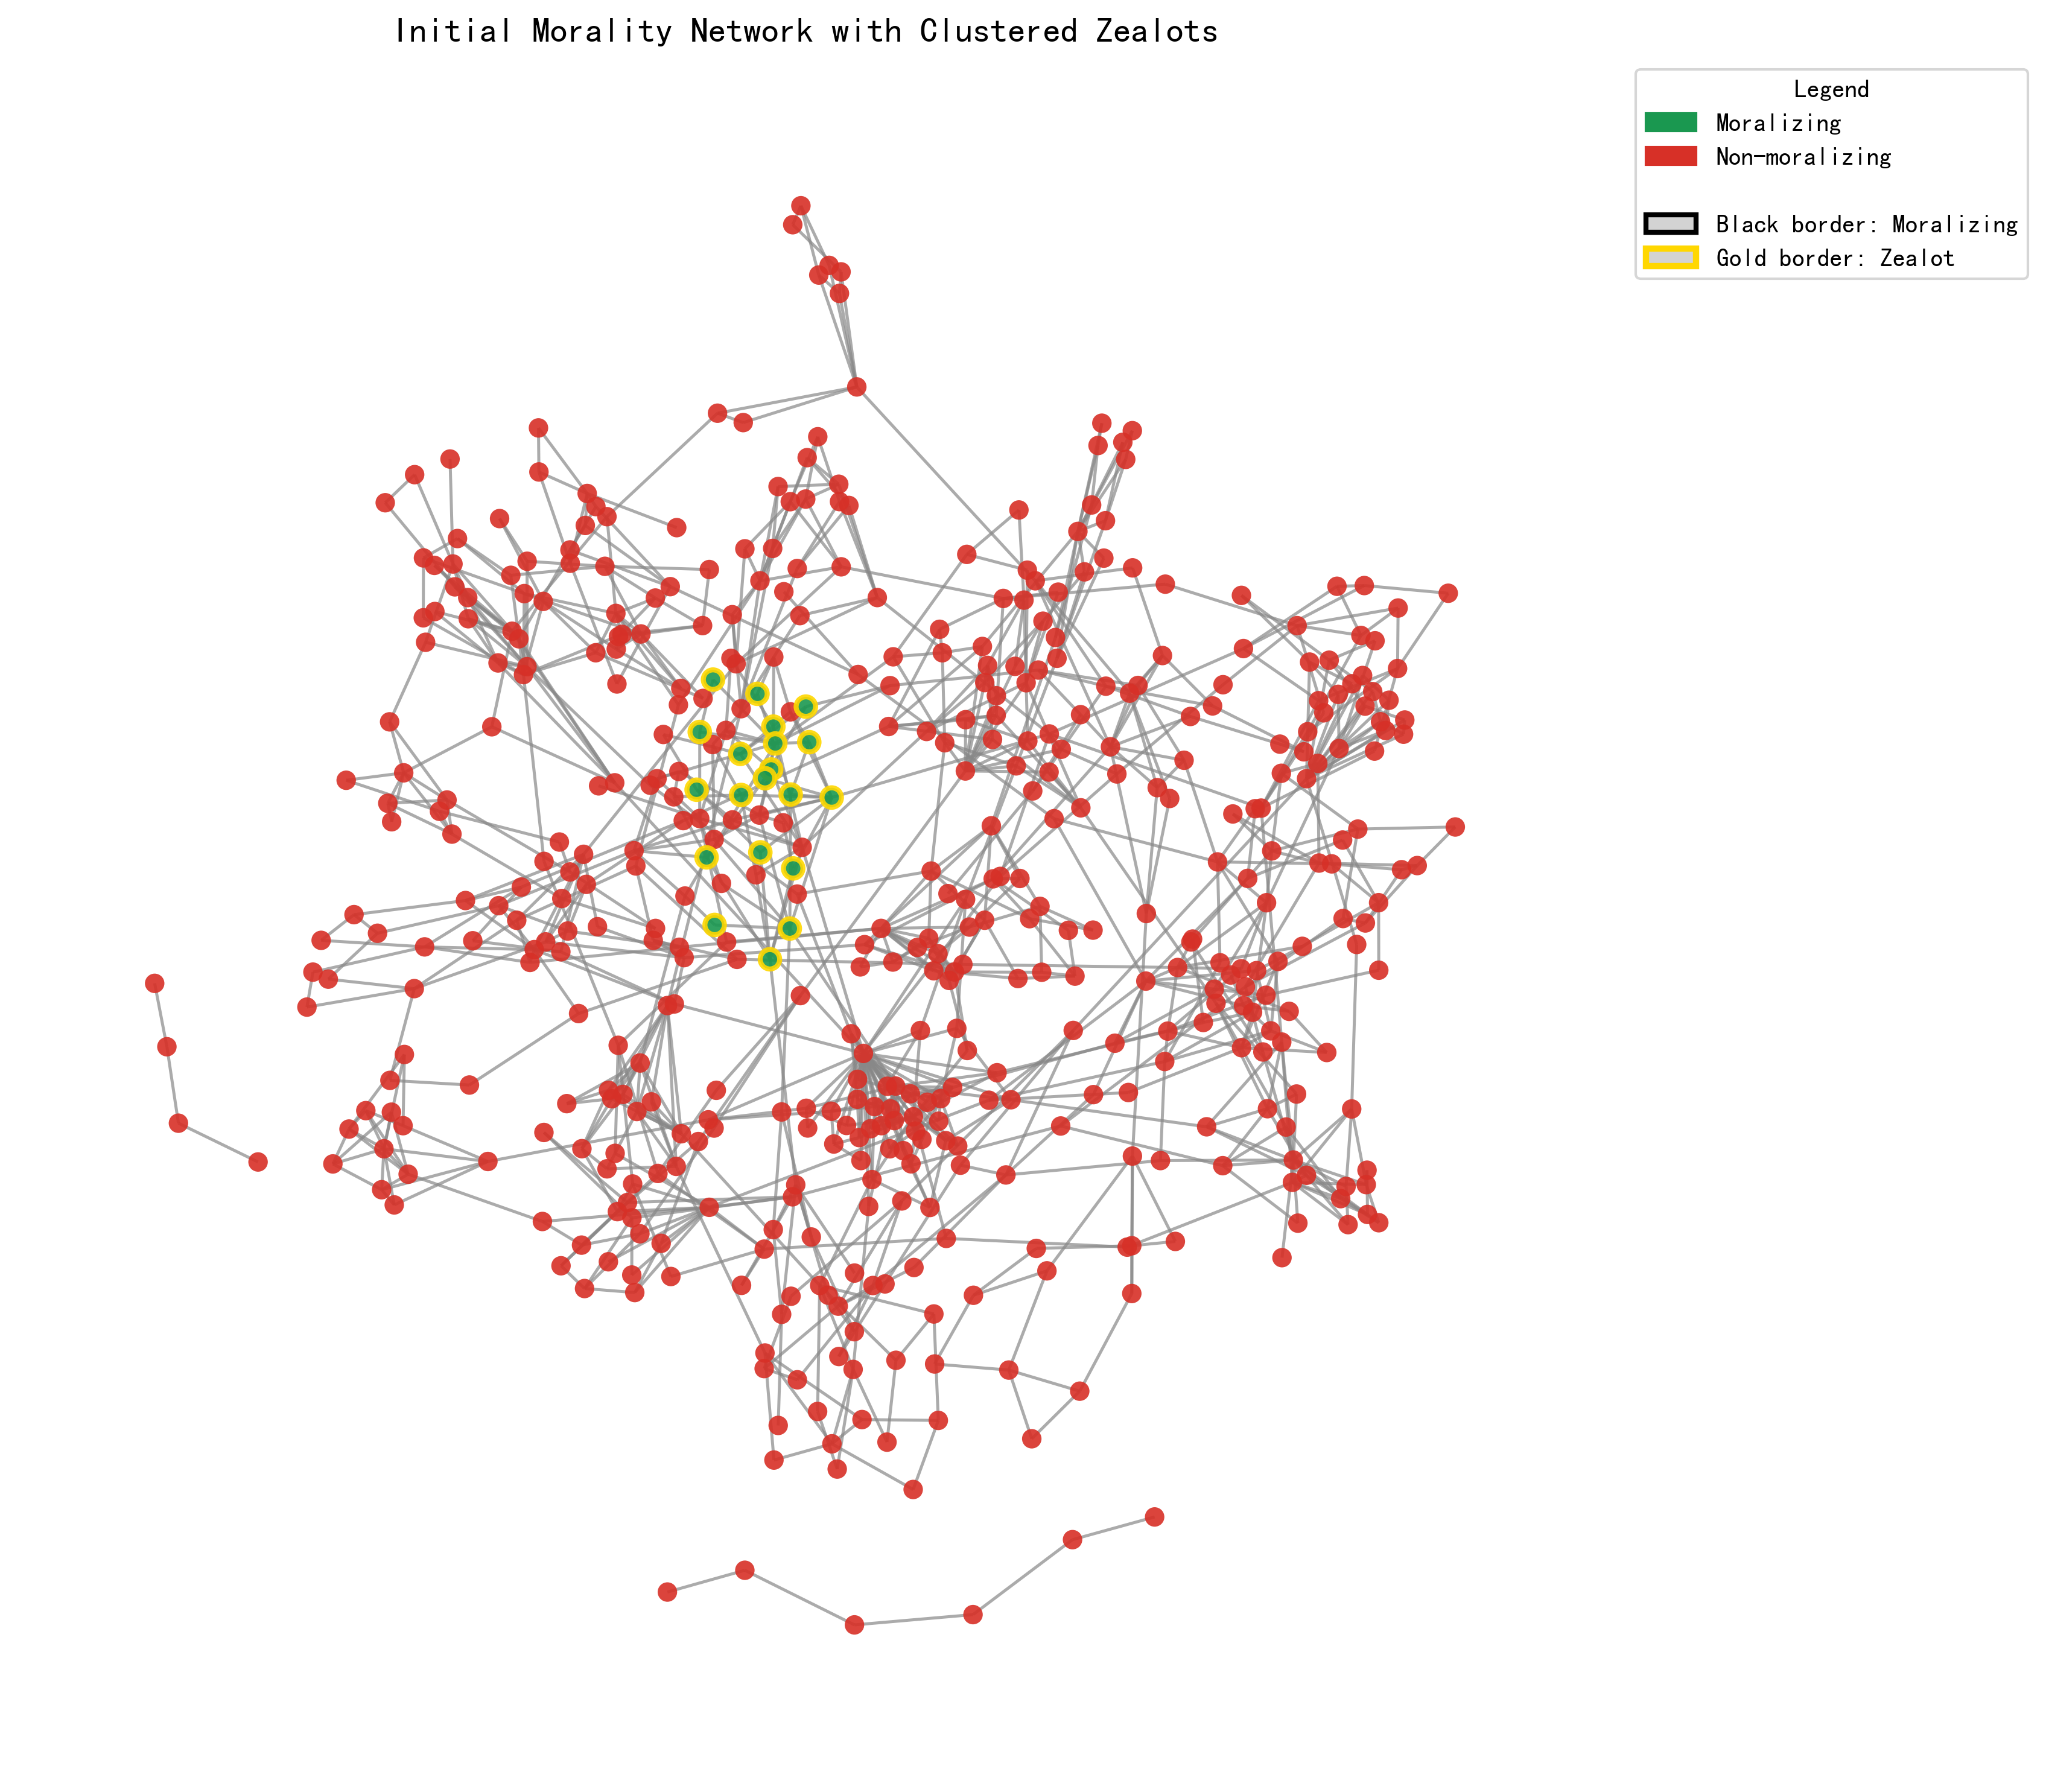 Initial Morality Network with Clustered Zealots
Legend
Moralizing
Non-moralizing
Black border: Moralizing
Gold border: Zealot